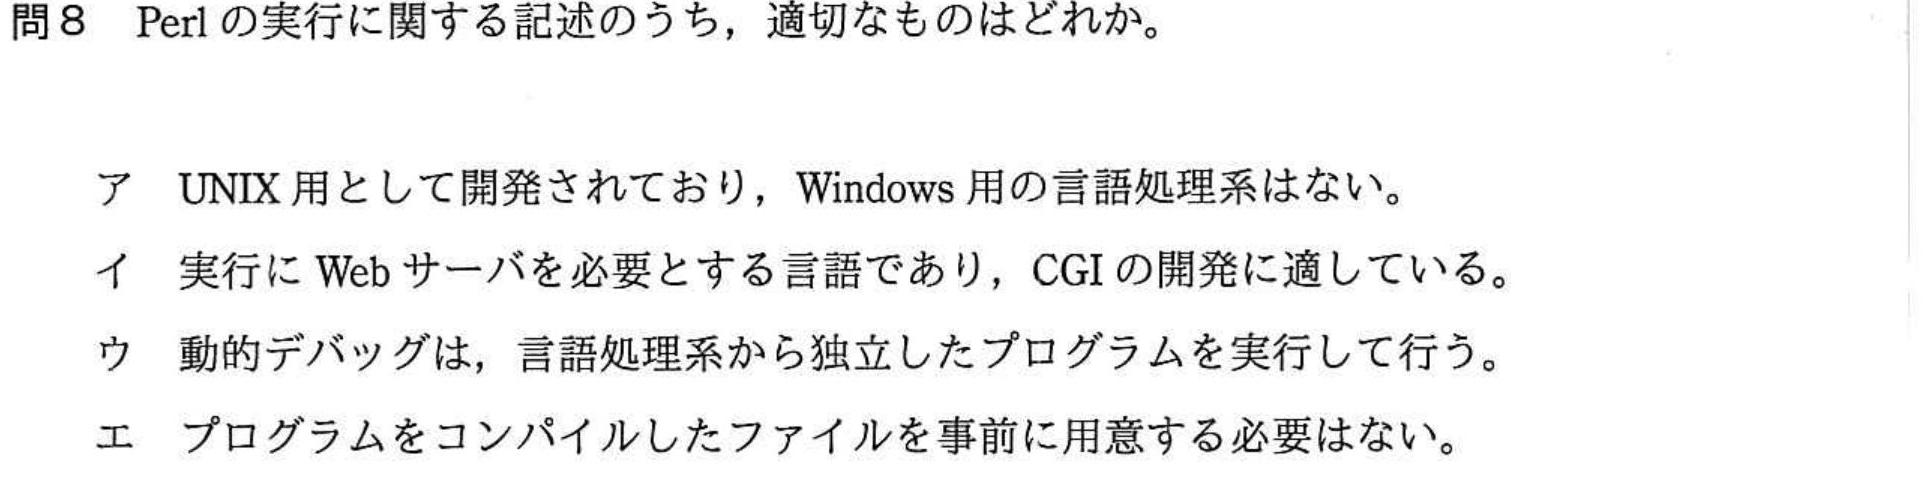 問8 Perl の実行に関する記述のうち，適切なものはどれか。
ア UNIX 用として開発されており，Windows 用の言語処理系はない。
イ 実行に Web サーバを必要とする言語であり，CGI の開発に適している。
ウ 動的デバッグは，言語処理系から独立したプログラムを実行して行う。
エ プログラムをコンパイルしたファイルを事前に用意する必要はない。